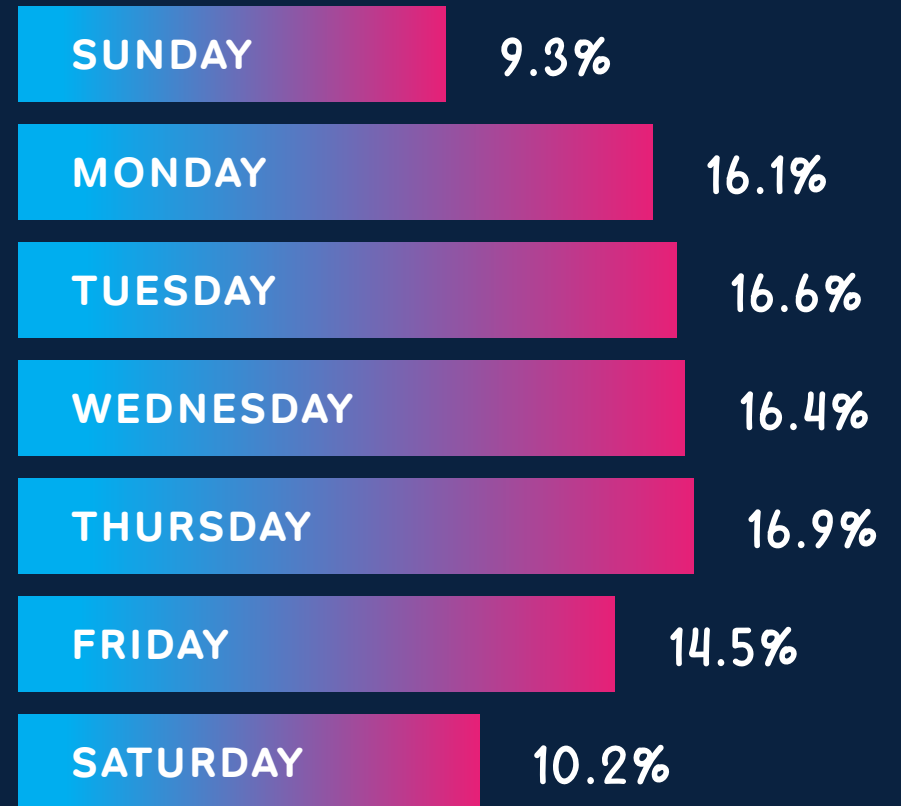 SUNDAY 9.3%
MONDAY 16.1%
TUESDAY 16.6%
WEDNESDAY 16.4%
THURSDAY 16.9%
FRIDAY 14.5%
SATURDAY 10.2%